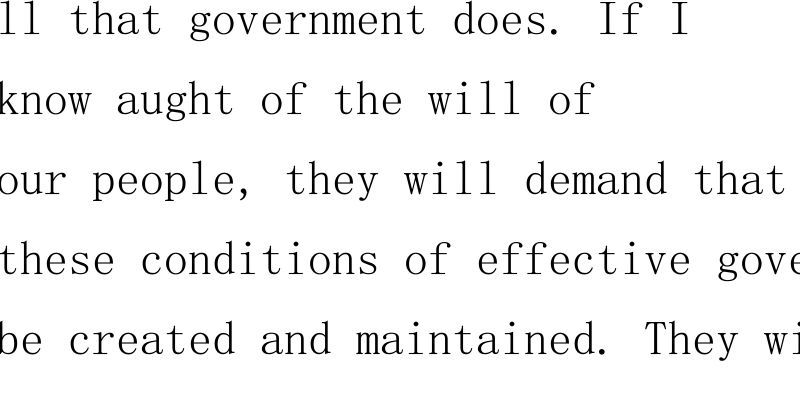 ll that government does. If I
know aught of the will of
our people, they will demand that
these conditions of effective gove
be created and maintained. They wi